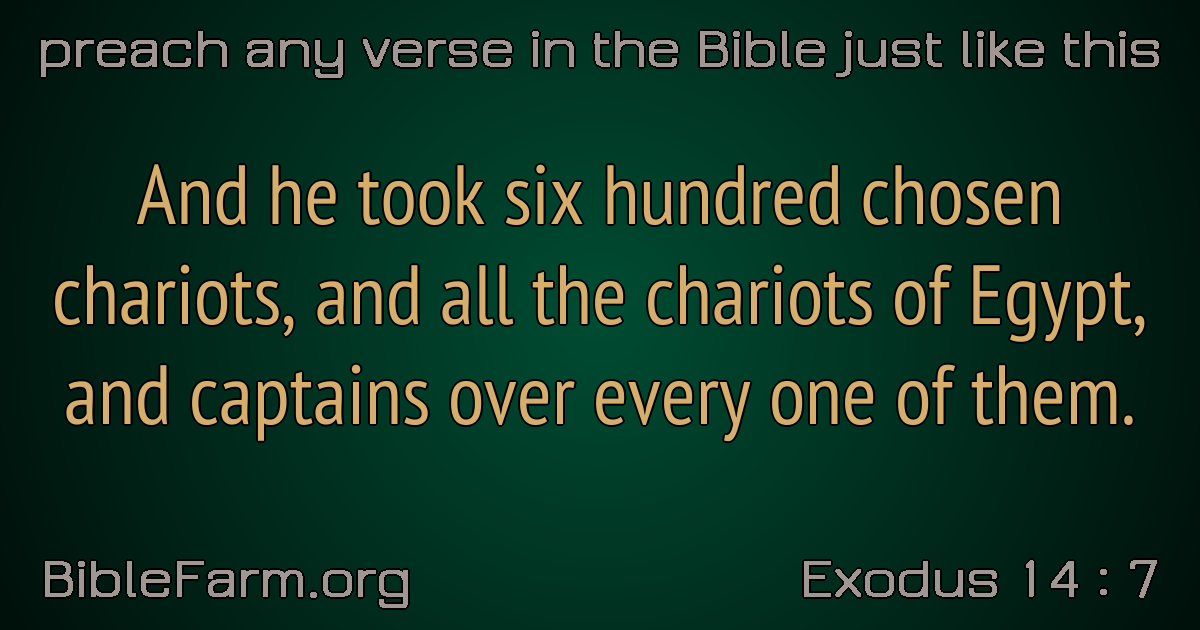 preach any verse in the Bible just like this
And he took six hundred chosen
chariots, and all the chariots of Egypt,
and captains over every one of them.
BibleFarm.org
Exodus 14 : 7